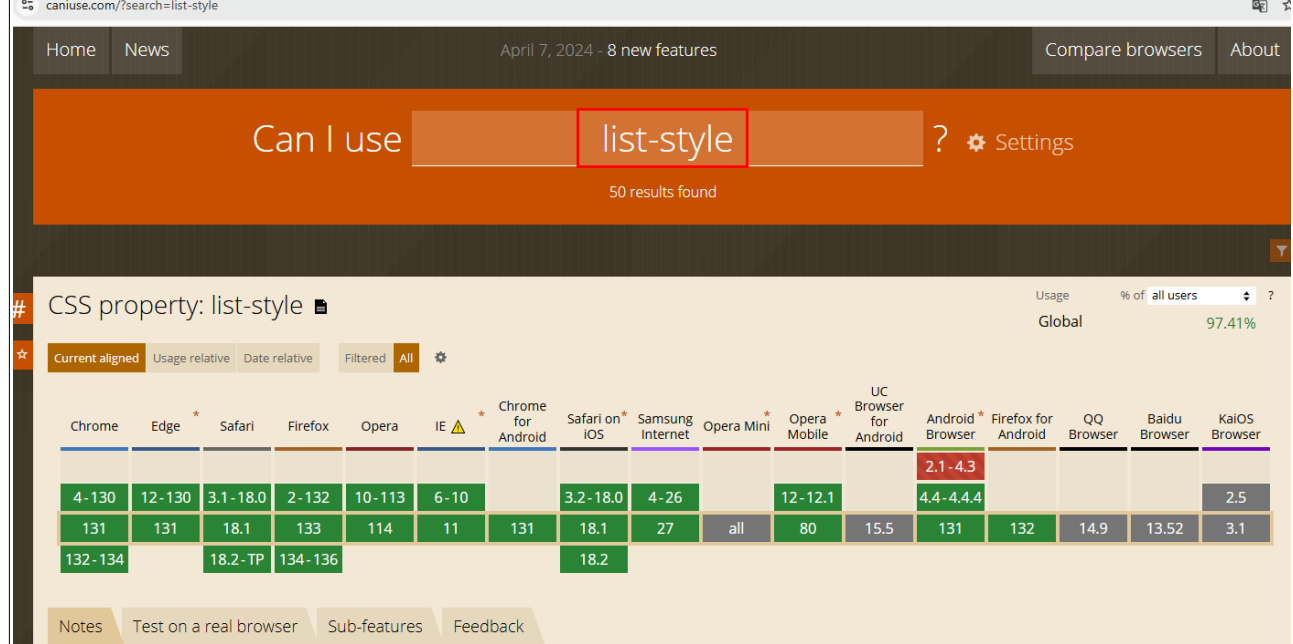 caniuse.com/?search=list-style
Home News April 7, 2024 - 8 new features Compare browsers About
Can I use list-style ? Settings
50 results found
# CSS property: list-style
Usage % of all users ?
Global 97.41%
Current aligned Usage relative Date relative Filtered All
Chrome Edge * Safari Firefox Opera IE * Chrome for Android Safari on iOS * Samsung Internet Opera Mini * Opera Mobile * UC Browser for Android Android Browser * Firefox for Android QQ Browser Baidu Browser KaiOS Browser
2.1-4.3
4-130 12-130 3.1-18.0 2-132 10-113 6-10 3.2-18.0 4-26 12-12.1 4.4-4.4.4 2.5
131 131 18.1 133 114 11 131 18.1 27 all 80 15.5 131 132 14.9 13.52 3.1
132-134 18.2-TP 134-136 18.2
Notes Test on a real browser Sub-features Feedback